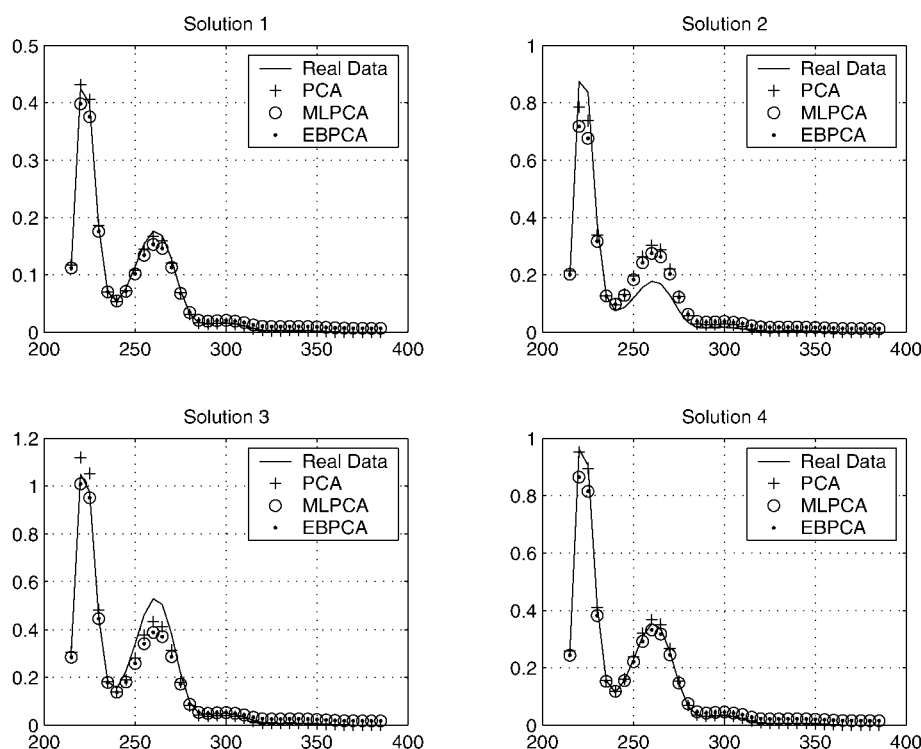 Solution 1
0.5
0.4
0.3
0.2
0.1
0
200
250
300
350
400
Real Data
PCA
MLPCA
EBPCA
Solution 2
1
0.8
0.6
0.4
0.2
0
200
250
300
350
400
Real Data
PCA
MLPCA
EBPCA
Solution 3
1.2
1
0.8
0.6
0.4
0.2
0
200
250
300
350
400
Real Data
PCA
MLPCA
EBPCA
Solution 4
1
0.8
0.6
0.4
0.2
0
200
250
300
350
400
Real Data
PCA
MLPCA
EBPCA